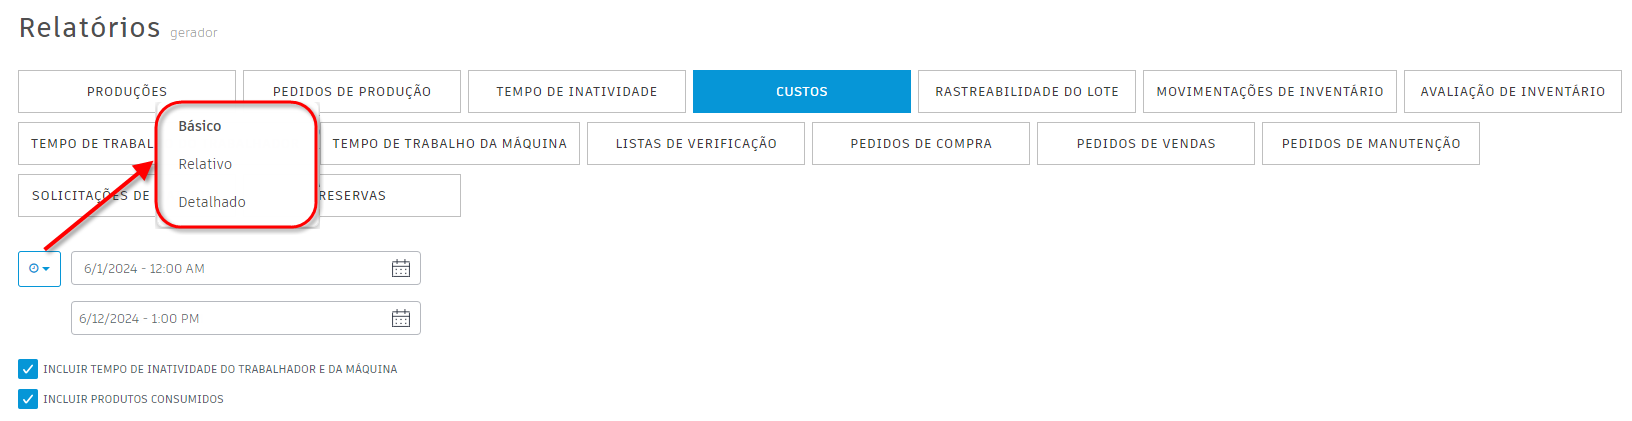 Relatórios gerador
PRODUÇÕES
PEDIDOS DE PRODUÇÃO
TEMPO DE INATIVIDADE
CUSTOS
RASTREABILIDADE DO LOTE
MOVIMENTAÇÕES DE INVENTÁRIO
AVALIAÇÃO DE INVENTÁRIO
TEMPO DE
TEMPO DE TRABALHO DA MÁQUINA
LISTAS DE VERIFICAÇÃO
PEDIDOS DE COMPRA
PEDIDOS DE VENDAS
PEDIDOS DE MANUTENÇÃO
SOLICITAÇÕES DE
RESERVAS
Básico
Relativo
Detalhado
6/1/2024 - 12:00 AM
6/12/2024 - 1:00 PM
INCLUIR TEMPO DE INATIVIDADE DO TRABALHADOR E DA MÁQUINA
INCLUIR PRODUTOS CONSUMIDOS